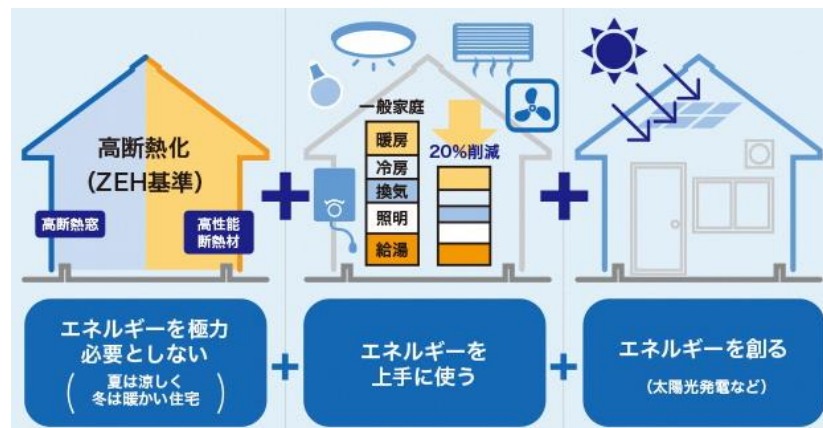 高断熱化
（ZEH基準）
高断熱窓
高性能
断熱材
一般家庭
暖房
冷房
換気
照明
給湯
20%削減
エネルギーを極力
必要としない
（夏は涼しく
冬は暖かい住宅）
エネルギーを
上手に使う
エネルギーを創る
（太陽光発電など）